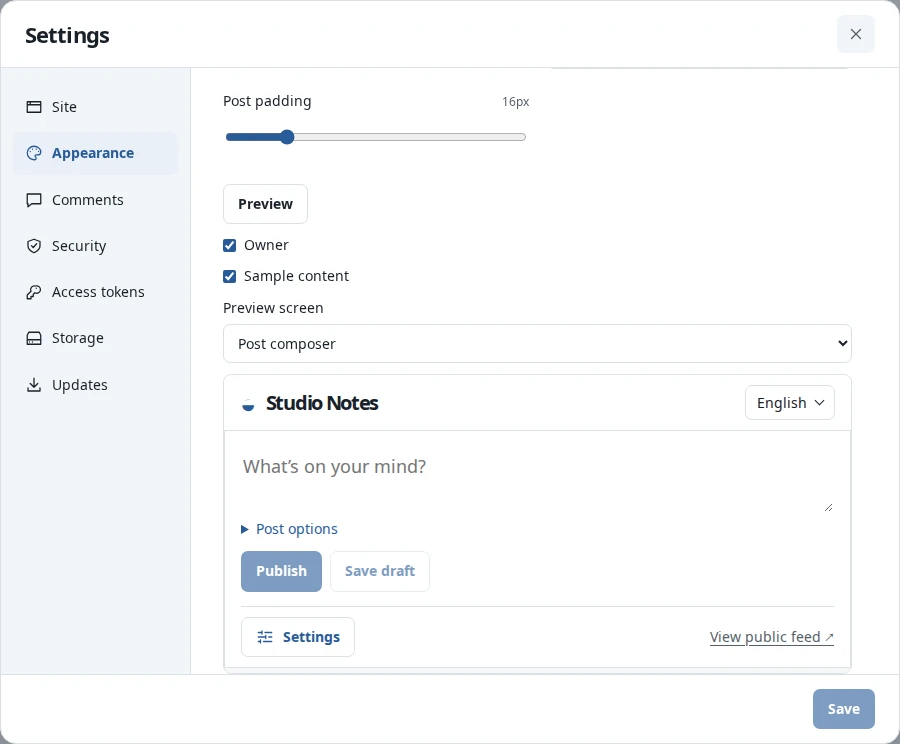 Settings
Site
Appearance
Comments
Security
Access tokens
Storage
Updates
Post padding
16px
Preview
Owner
Sample content
Preview screen
Post composer
Studio Notes
English
What’s on your mind?
Post options
Publish
Save draft
Settings
View public feed ↗
Save